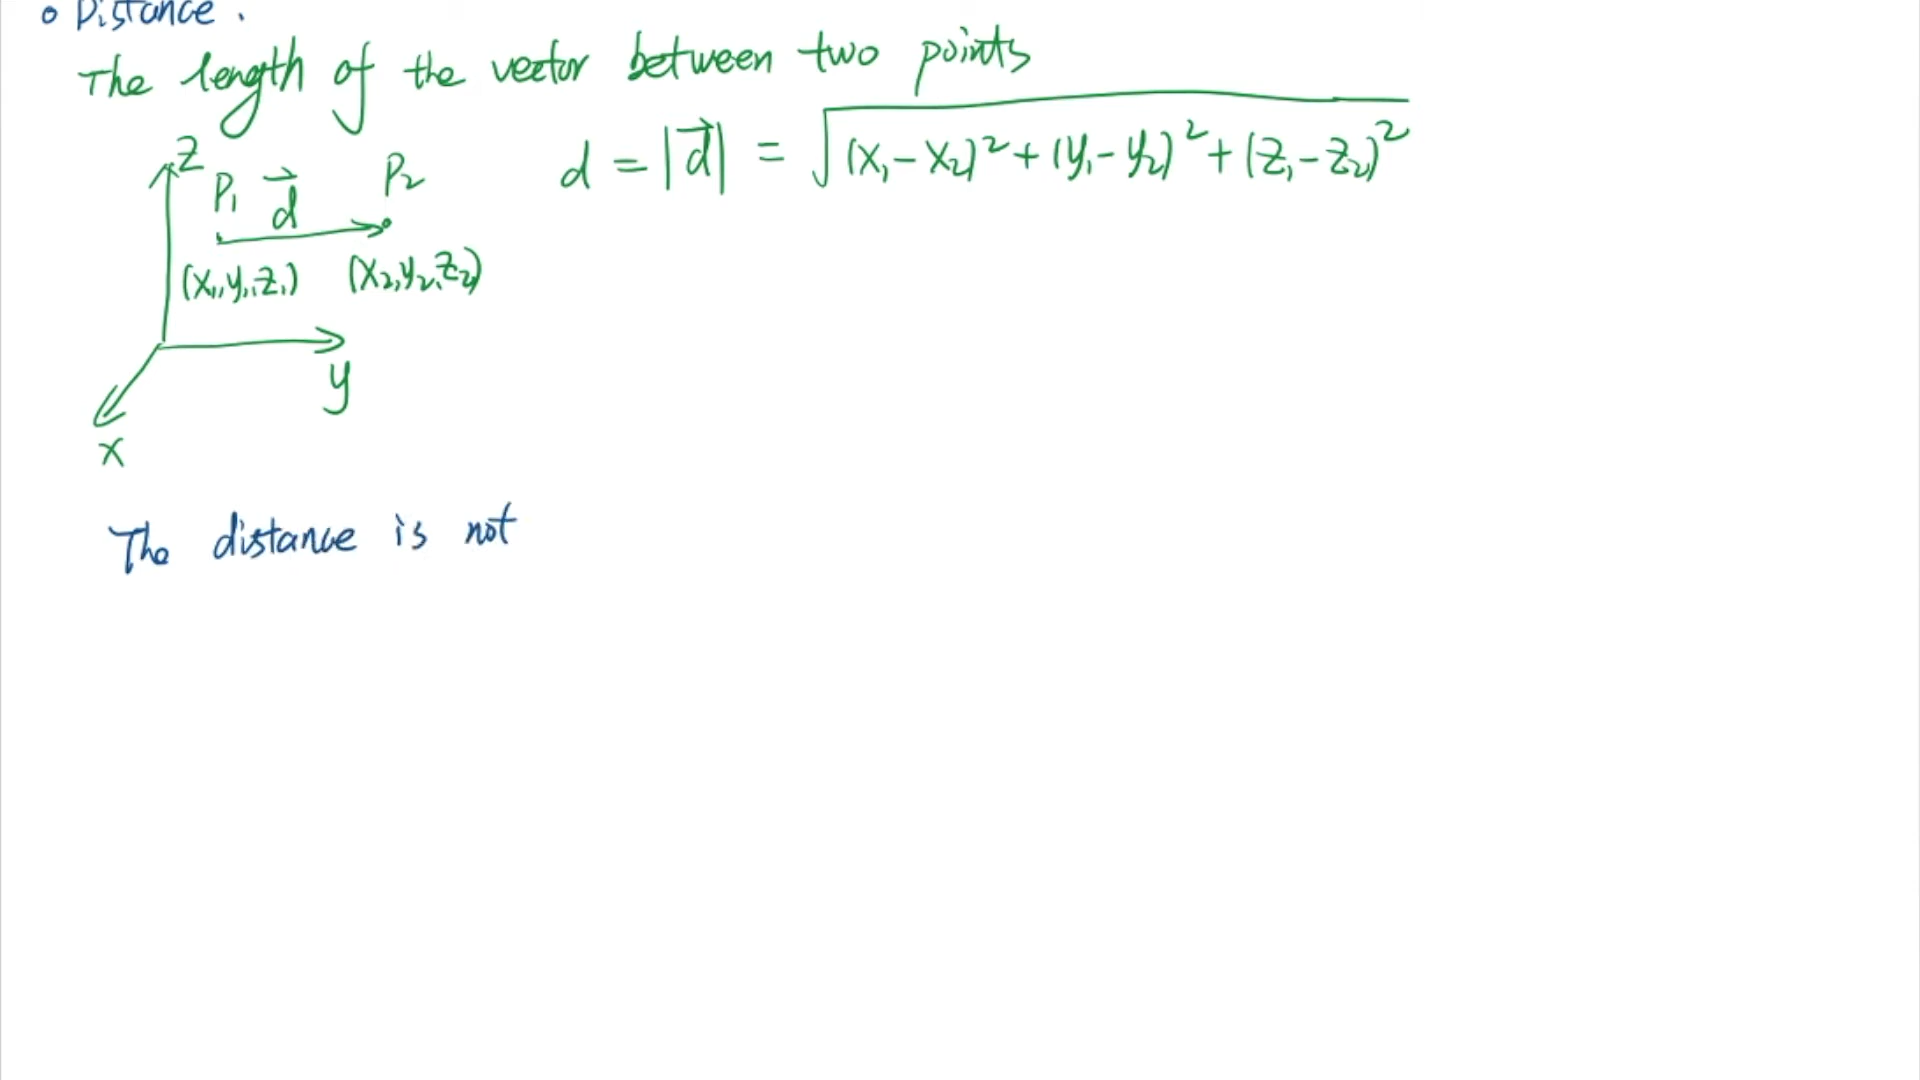 o Distance.
The length of the vector between two points
z
P₁ d⃗ P₂
d = |d⃗| = √(x₁-x₂)²+(y₁-y₂)²+(z₁-z₂)²
(x₁,y₁,z₁) (x₂,y₂,z₂)
y
x
The distance is not